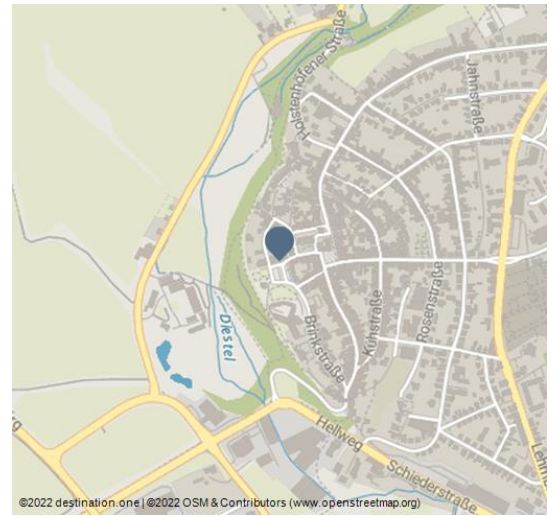 Holstenhöfener Straße
Jahnstraße
Diestel
Brinkstraße
Kuhstraße
Rosenstraße
Hellweg
Schiederstraße
©2022 destination.one | ©2022 OSM & Contributors (www.openstreetmap.org)